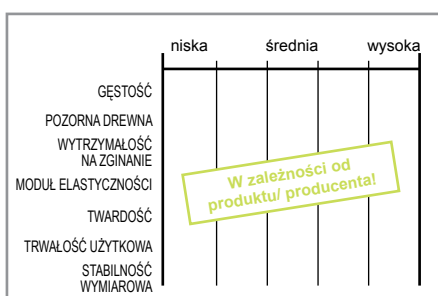 niska średnia wysoka
GĘSTOŚĆ
POZORNA DREWNA
WYTRZYMAŁOŚĆ
NA ZGINANIE
MODUŁ ELASTYCZNOŚCI
W zależności od
produktu/ producenta!
TWARDOŚĆ
TRWAŁOŚĆ UŻYTKOWA
STABILNOŚĆ
WYMIAROWA